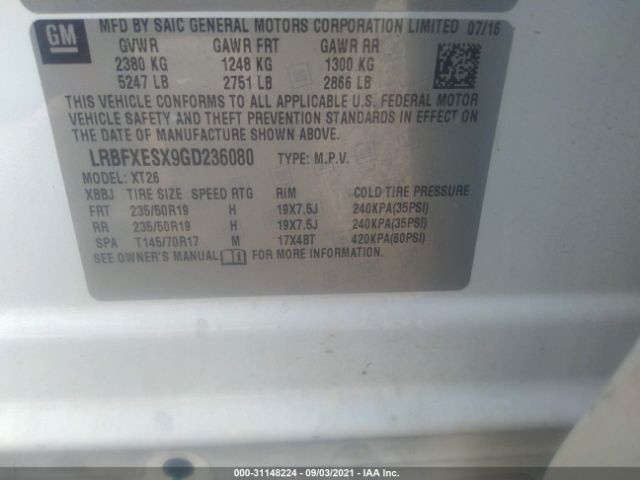 GM
MFD BY SAIC GENERAL MOTORS CORPORATION LIMITED 07/16
GVWR GAWR FRT GAWR RR
2380 KG 1248 KG 1300 KG
5247 LB 2751 LB 2866 LB
THIS VEHICLE CONFORMS TO ALL APPLICABLE U.S. FEDERAL MOTOR
VEHICLE SAFETY AND THEFT PREVENTION STANDARDS IN EFFECT ON
THE DATE OF MANUFACTURE SHOWN ABOVE.
LRBFXESX9GD236080 TYPE: M.P.V.
MODEL: XT26
XBBJ TIRE SIZE SPEED RTG RIM COLD TIRE PRESSURE
FRT 235/50R19 H 19X7.5J 240KPA(35PSI)
RR 235/50R19 H 19X7.5J 240KPA(35PSI)
SPA T145/70R17 M 17X4BT 420KPA(60PSI)
SEE OWNER'S MANUAL FOR MORE INFORMATION.
000-31148224 - 09/03/2021 - IAA Inc.